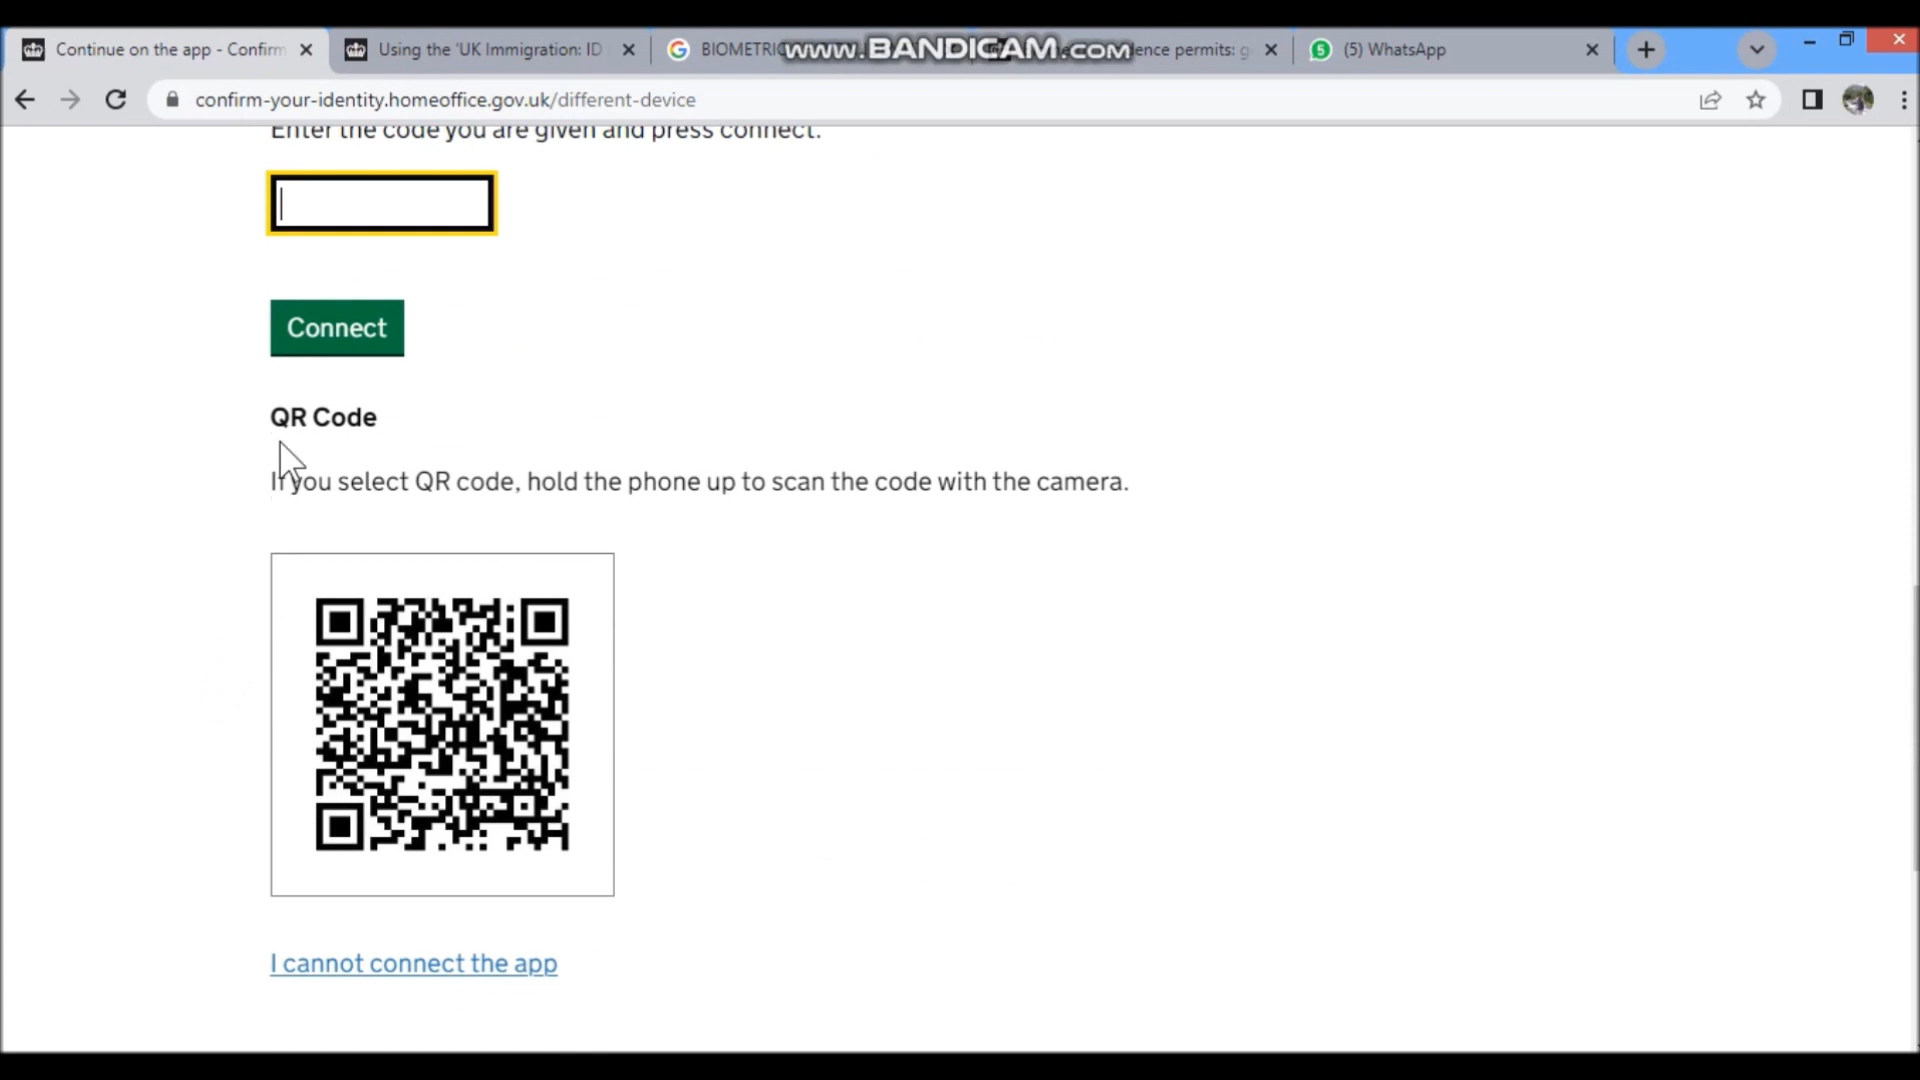 Continue on the app - Confirm
Using the 'UK Immigration: ID
BIOMETRIC
www.BANDICAM.com
ence permits: g
(5) WhatsApp
confirm-your-identity.homeoffice.gov.uk/different-device
Enter the code you are given and press connect.
Connect
QR Code
If you select QR code, hold the phone up to scan the code with the camera.
I cannot connect the app